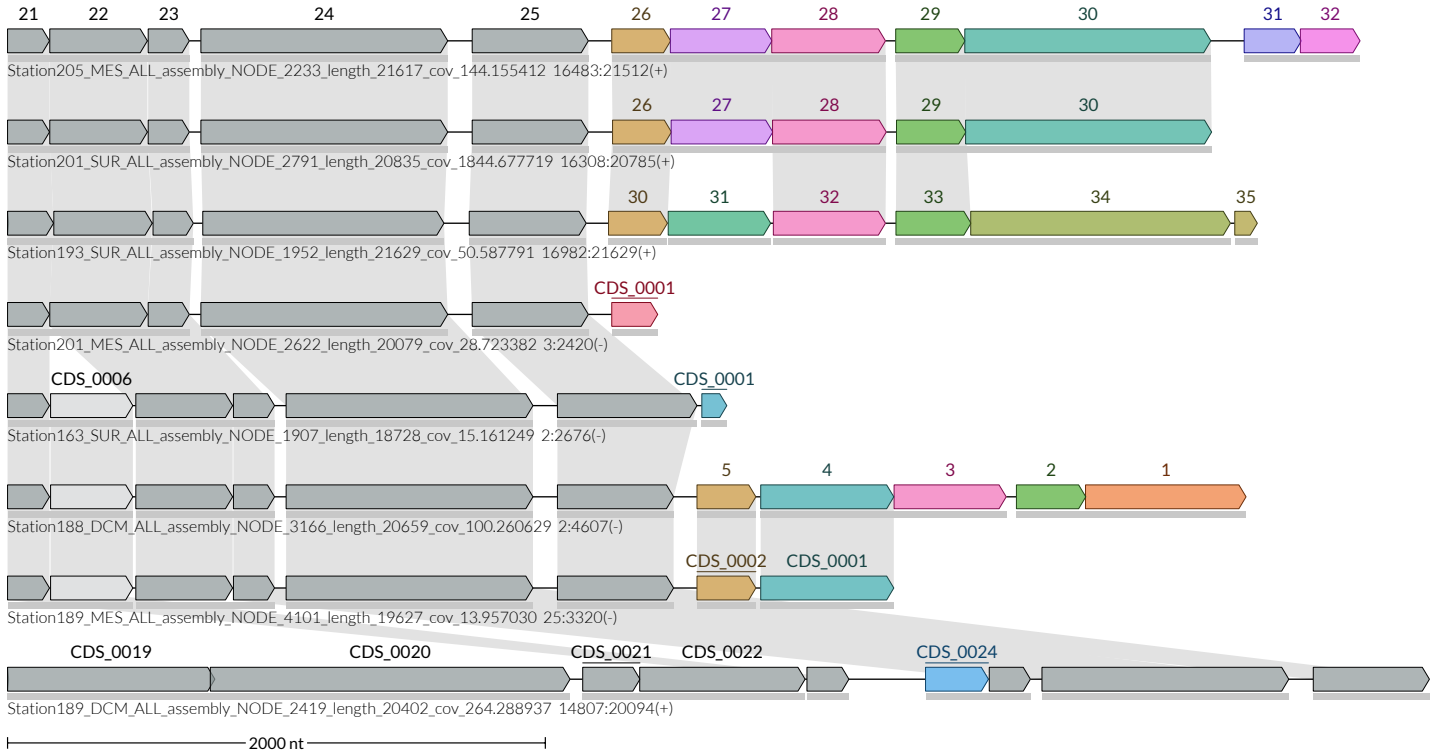 21 22 23 24 25 26 27 28 29 30 31 32
Station205_MES_ALL_assembly_NODE_2233_length_21617_cov_144.155412 16483:21512(+)
26 27 28 29 30
Station201_SUR_ALL_assembly_NODE_2791_length_20835_cov_1844.677719 16308:20785(+)
30 31 32 33 34 35
Station193_SUR_ALL_assembly_NODE_1952_length_21629_cov_50.587791 16982:21629(+)
CDS_0001
Station201_MES_ALL_assembly_NODE_2622_length_20079_cov_28.723382 3:2420(-)
CDS_0006 CDS_0001
Station163_SUR_ALL_assembly_NODE_1907_length_18728_cov_15.161249 2:2676(-)
5 4 3 2 1
Station188_DCM_ALL_assembly_NODE_3166_length_20659_cov_100.260629 2:4607(-)
CDS_0002 CDS_0001
Station189_MES_ALL_assembly_NODE_4101_length_19627_cov_13.957030 25:3320(-)
CDS_0019 CDS_0020 CDS_0021 CDS_0022 CDS_0024
Station189_DCM_ALL_assembly_NODE_2419_length_20402_cov_264.288937 14807:20094(+)
2000 nt